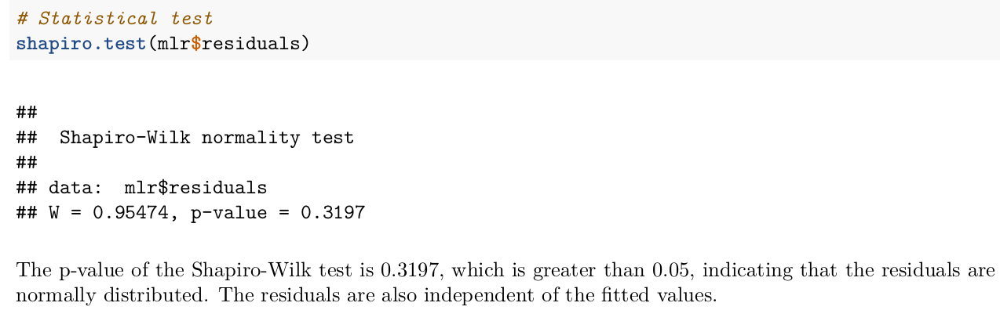 # Statistical test
shapiro.test(mlr$residuals)
##
## Shapiro-Wilk normality test
##
## data: mlr$residuals
## W = 0.95474, p-value = 0.3197
The p-value of the Shapiro-Wilk test is 0.3197, which is greater than 0.05, indicating that the residuals are
normally distributed. The residuals are also independent of the fitted values.